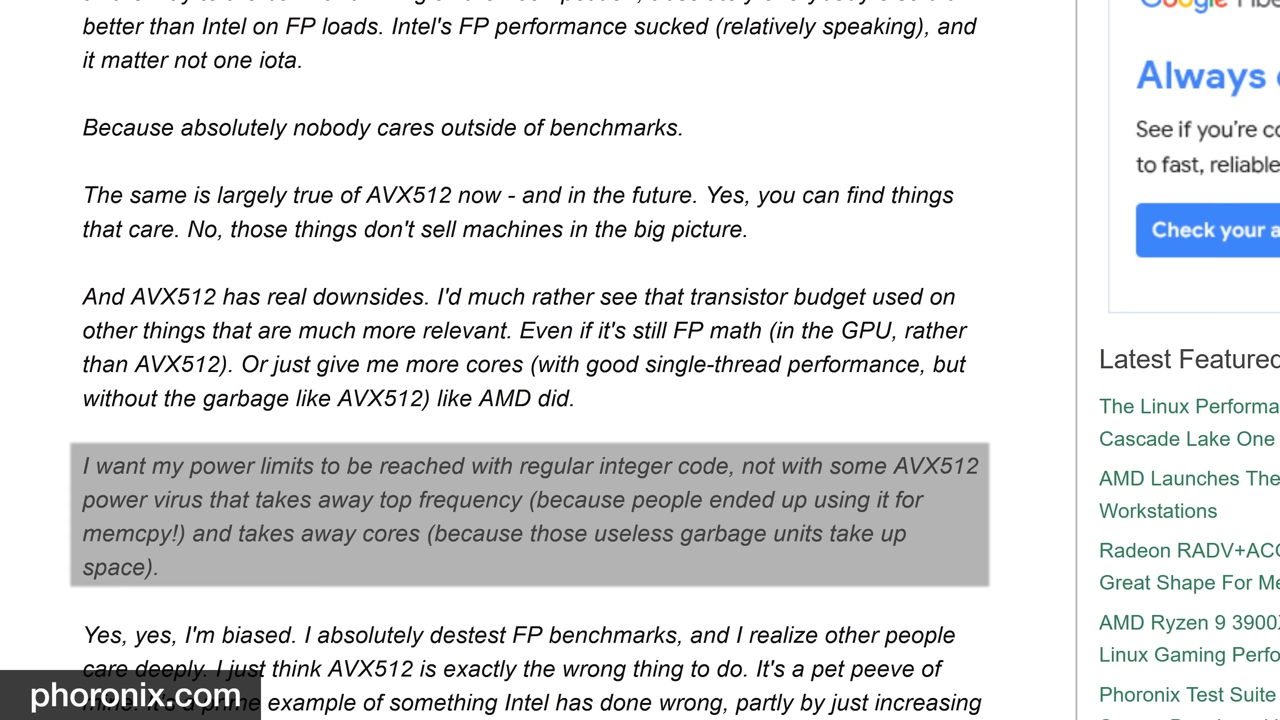 better than Intel on FP loads. Intel's FP performance sucked (relatively speaking), and
it matter not one iota.
Because absolutely nobody cares outside of benchmarks.
The same is largely true of AVX512 now - and in the future. Yes, you can find things
that care. No, those things don't sell machines in the big picture.
And AVX512 has real downsides. I'd much rather see that transistor budget used on
other things that are much more relevant. Even if it's still FP math (in the GPU, rather
than AVX512). Or just give me more cores (with good single-thread performance, but
without the garbage like AVX512) like AMD did.
I want my power limits to be reached with regular integer code, not with some AVX512
power virus that takes away top frequency (because people ended up using it for
memcpy!) and takes away cores (because those useless garbage units take up
space).
Yes, yes, I'm biased. I absolutely destest FP benchmarks, and I realize other people
care deeply. I just think AVX512 is exactly the wrong thing to do. It's a pet peeve of
mine. It's a prime example of something Intel has done wrong, partly by just increasing
phoronix.com
Google
Always
See if you're
to fast, reliable
Check your
Latest Featured
The Linux
Cascade Lake One
AMD Launches The
Workstations
Radeon
Great Shape For
AMD Ryzen 9
Linux Gaming
Phoronix Test Suite